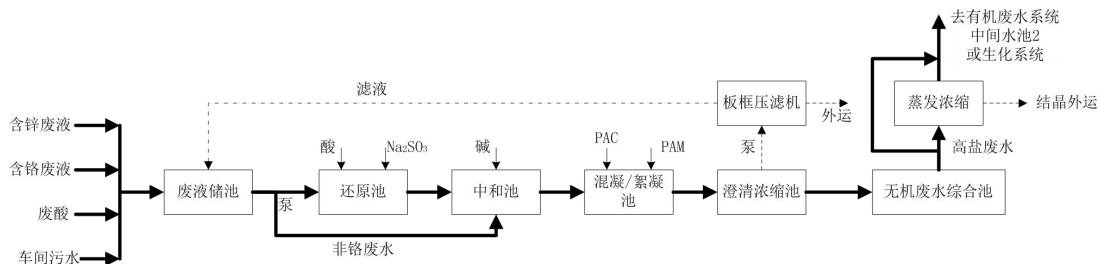 去有机废水系统
中间水池2
或生化系统
滤液
板框压滤机
外运
蒸发浓缩
结晶外运
含锌废液
含铬废液
废酸
车间污水
酸
Na₂SO₃
碱
PAC
PAM
泵
高盐废水
废液储池
泵
还原池
中和池
混凝/絮凝
池
澄清浓缩池
无机废水综合池
非铬废水